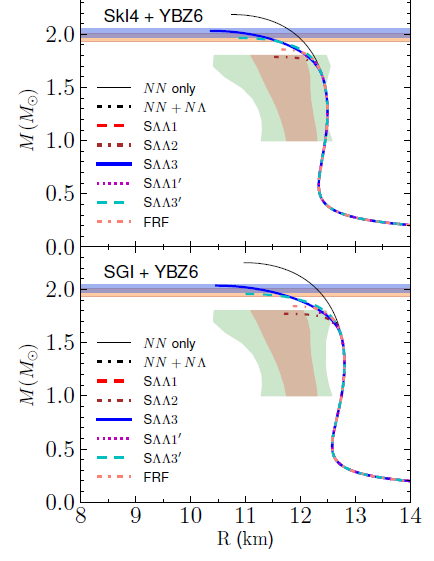 SkI4 + YBZ6
2.0
1.5
1.0
0.5
0.0
M (M⊙)
NN only
NN + NΛ
SΛΛ1
SΛΛ2
SΛΛ3
SΛΛ1′
SΛΛ3′
FRF
SGI + YBZ6
2.0
1.5
1.0
0.5
0.0
M (M⊙)
NN only
NN + NΛ
SΛΛ1
SΛΛ2
SΛΛ3
SΛΛ1′
SΛΛ3′
FRF
8 9 10 11 12 13 14
R (km)